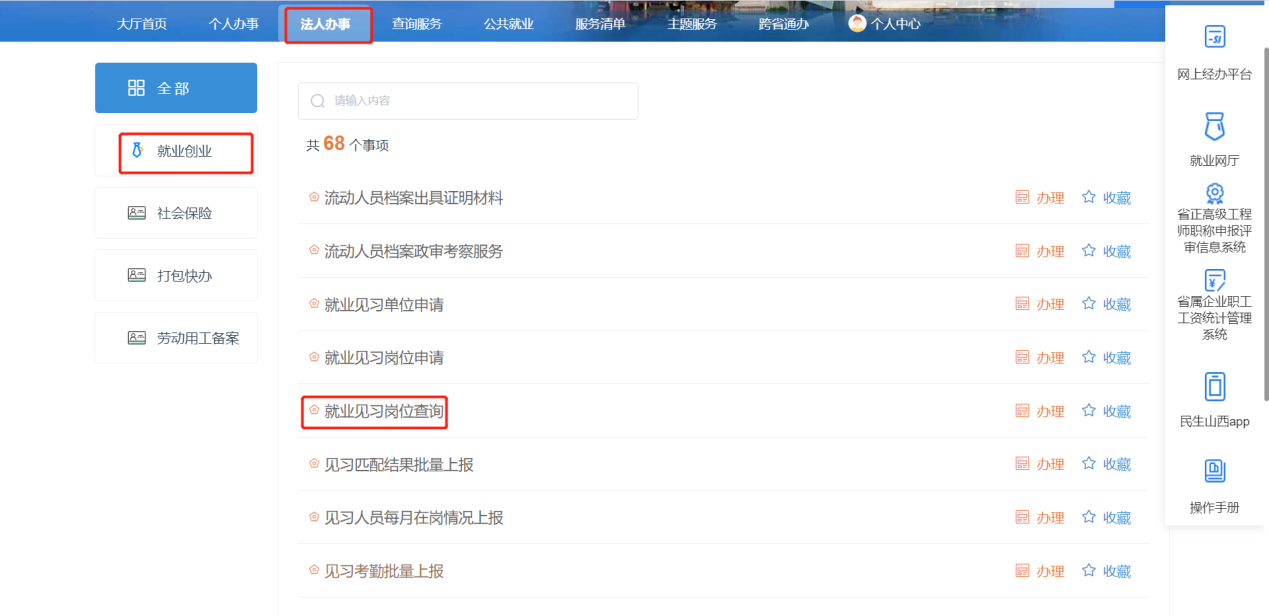 大厅首页 个人办事 法人办事 查询服务 公共就业 服务清单 主题服务 跨省通办 个人中心
全部
就业创业
社会保险
打包快办
劳动用工备案
请输入内容
共 68 个事项
流动人员档案出具证明材料 办理 收藏
流动人员档案政审考察服务 办理 收藏
就业见习单位申请 办理 收藏
就业见习岗位申请 办理 收藏
就业见习岗位查询 办理 收藏
见习匹配结果批量上报 办理 收藏
见习人员每月在岗情况上报 办理 收藏
见习考勤批量上报 办理 收藏
网上经办平台
就业网厅
省正高级工程
师职称申报评
审信息系统
省属企业职工
工资统计管理
系统
民生山西app
操作手册